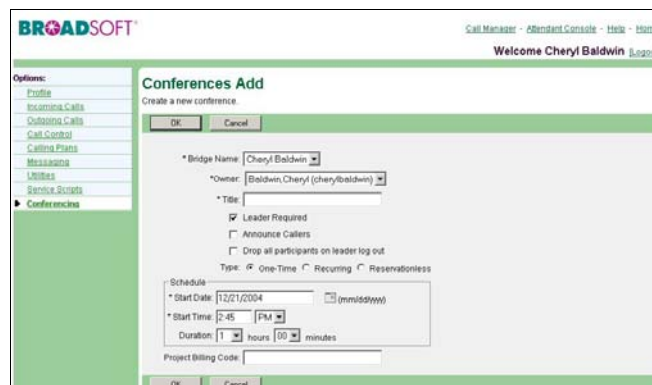 BROADSOFT
Call Manager - Attendant Console - Help - Hom
Welcome Cheryl Baldwin [Logo
Options:
Profile
Incoming Calls
Outgoing Calls
Call Control
Calling Plans
Messaging
Utilities
Service Scripts
Conferencing
Conferences Add
Create a new conference.
OK Cancel
* Bridge Name: Cheryl Baldwin
*Owner: Baldwin,Cheryl (cherylbaldwin)
* Title:
Leader Required
Announce Callers
Drop all participants on leader log out
Type: One-Time Recurring Reservationless
Schedule
* Start Date: 12/21/2004 (mm/dd/yyyy)
* Start Time: 2:45 PM
Duration: 1 hours 00 minutes
Project Billing Code:
OK Cancel